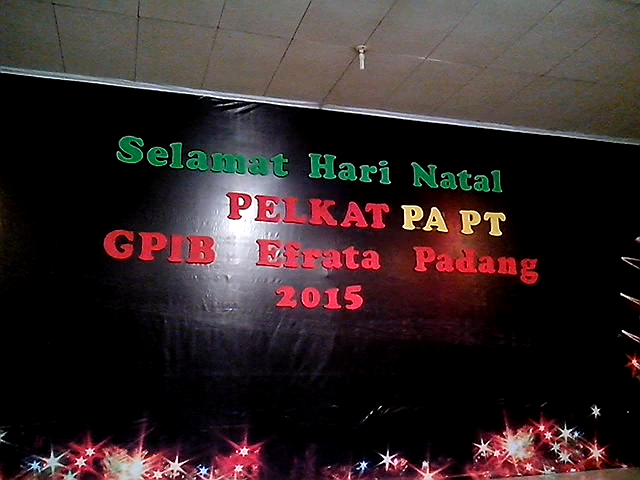 Selamat Hari Natal
PELKAT PA PT
GPIB Efrata Padang
2015